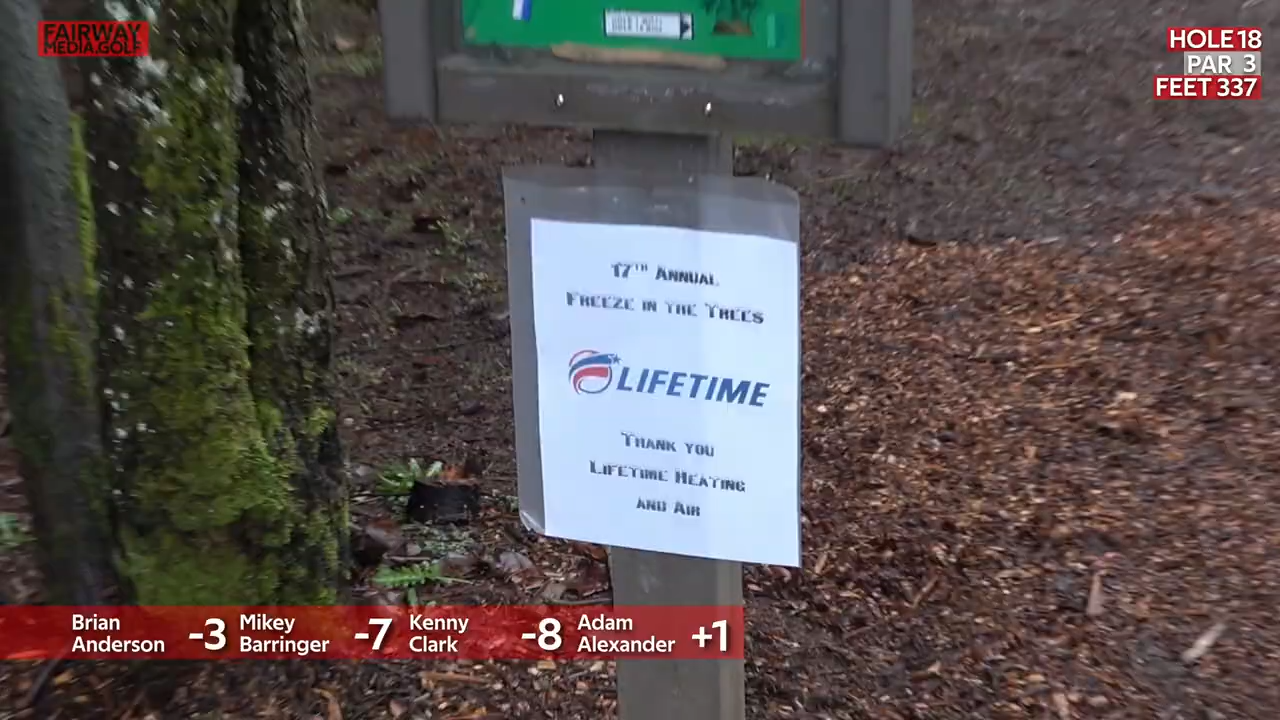 FAIRWAY
MEDIA.GOLF
HOLE 18
PAR 3
FEET 337
17TH ANNUAL
FREEZE IN THE TREES
LIFETIME
THANK YOU
LIFETIME HEATING
AND AIR
Brian Anderson -3
Mikey Barringer -7
Kenny Clark -8
Adam Alexander +1